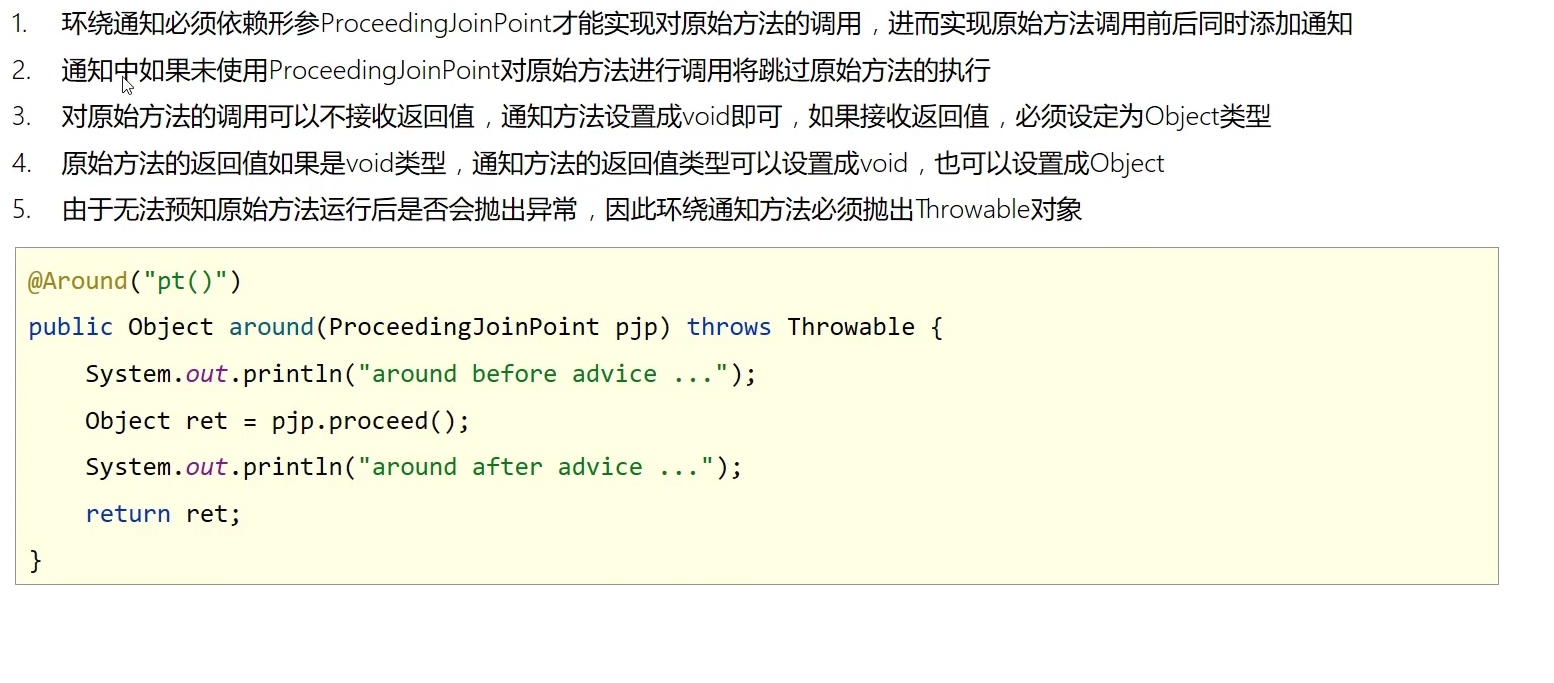 1. 环绕通知必须依赖形参ProceedingJoinPoint才能实现对原始方法的调用，进而实现原始方法调用前后同时添加通知
2. 通知中如果未使用ProceedingJoinPoint对原始方法进行调用将跳过原始方法的执行
3. 对原始方法的调用可以不接收返回值，通知方法设置成void即可，如果接收返回值，必须设定为Object类型
4. 原始方法的返回值如果是void类型，通知方法的返回值类型可以设置成void，也可以设置成Object
5. 由于无法预知原始方法运行后是否会抛出异常，因此环绕通知方法必须抛出Throwable对象
@Around("pt()")
public Object around(ProceedingJoinPoint pjp) throws Throwable {
    System.out.println("around before advice ...");
    Object ret = pjp.proceed();
    System.out.println("around after advice ...");
    return ret;
}